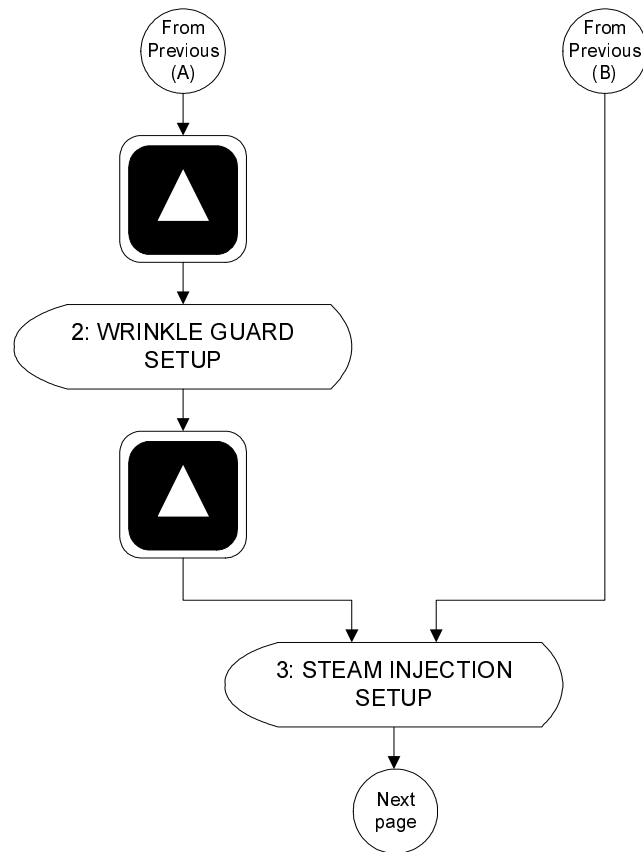 From
Previous
(A)
From
Previous
(B)
2: WRINKLE GUARD
SETUP
3: STEAM INJECTION
SETUP
Next
page